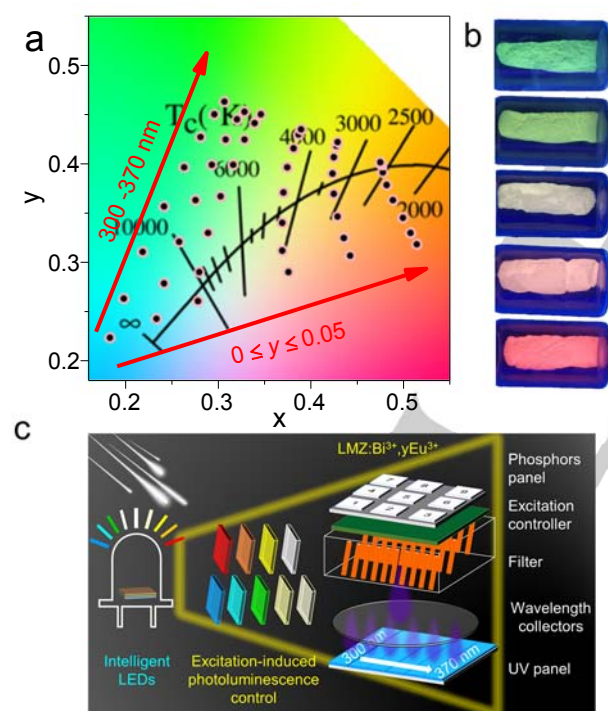 a
b
0.5
0.4
0.3
0.2
y
300 -370 nm
Tc( K)
10000
6000
4000
3000
2500
2000
∞
0 ≤ y ≤ 0.05
0.2
0.3
0.4
0.5
x
c
LMZ:Bi³⁺,yEu³⁺
Phosphors
panel
Excitation
controller
Filter
Wavelength
collectors
UV panel
300 nm
370 nm
Intelligent
LEDs
Excitation-induced
photoluminescence
control